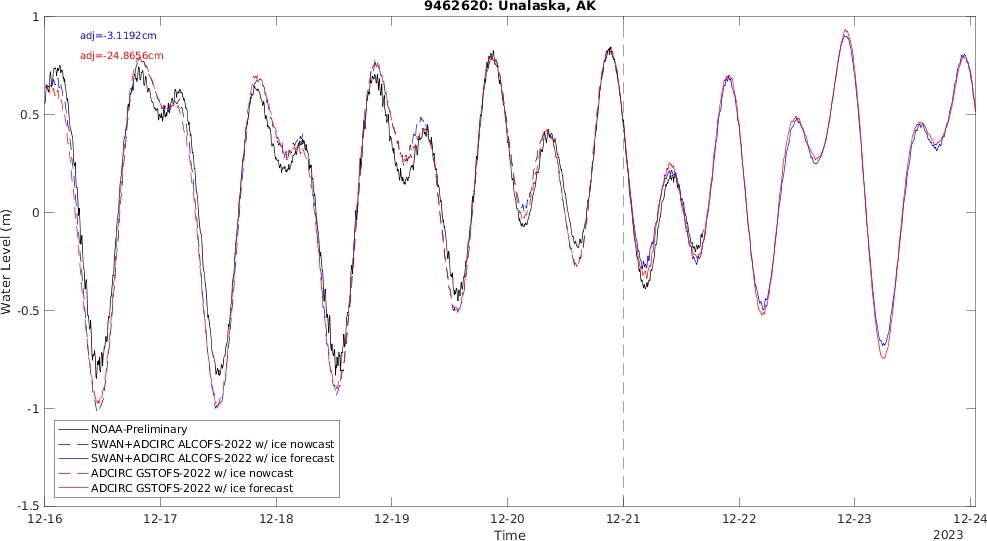 9462620: Unalaska, AK
adj=-3.1192cm
adj=-24.8656cm
1
0.5
0
-0.5
-1
-1.5
Water Level (m)
NOAA-Preliminary
SWAN+ADCIRC ALCOFS-2022 w/ ice nowcast
SWAN+ADCIRC ALCOFS-2022 w/ ice forecast
ADCIRC GSTOFS-2022 w/ ice nowcast
ADCIRC GSTOFS-2022 w/ ice forecast
12-16 12-17 12-18 12-19 12-20 12-21 12-22 12-23 12-24
Time
2023